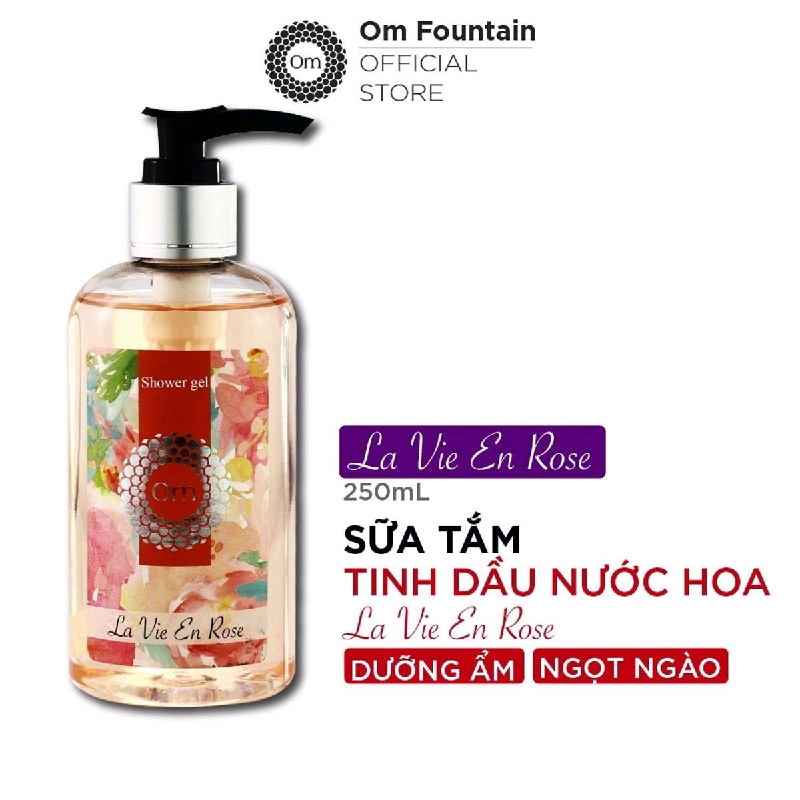 Om
Om Fountain
OFFICIAL
STORE
Shower gel
Om
La Vie En Rose
La Vie En Rose
250mL
SỮA TẮM
TINH DẦU NƯỚC HOA
La Vie En Rose
DƯỠNG ẨM NGỌT NGÀO